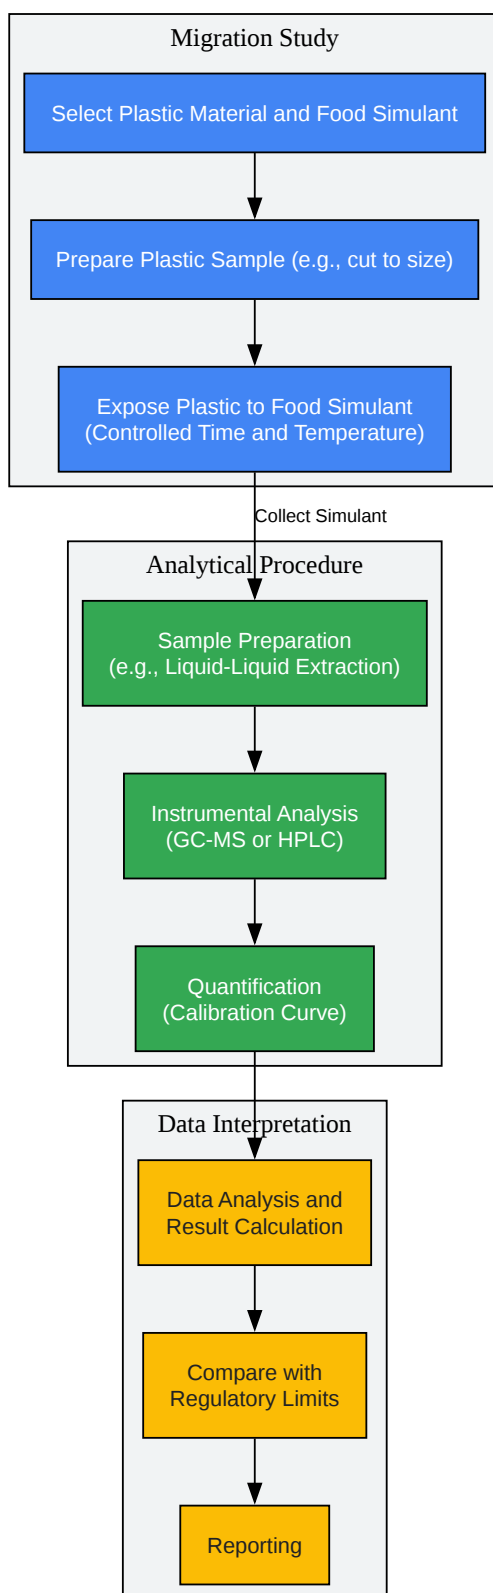 Migration Study
Select Plastic Material and Food Simulant
Prepare Plastic Sample (e.g., cut to size)
Expose Plastic to Food Simulant
(Controlled Time and Temperature)
Collect Simulant
Analytical Procedure
Sample Preparation
(e.g., Liquid-Liquid Extraction)
Instrumental Analysis
(GC-MS or HPLC)
Quantification
(Calibration Curve)
Data Interpretation
Data Analysis and
Result Calculation
Compare with
Regulatory Limits
Reporting